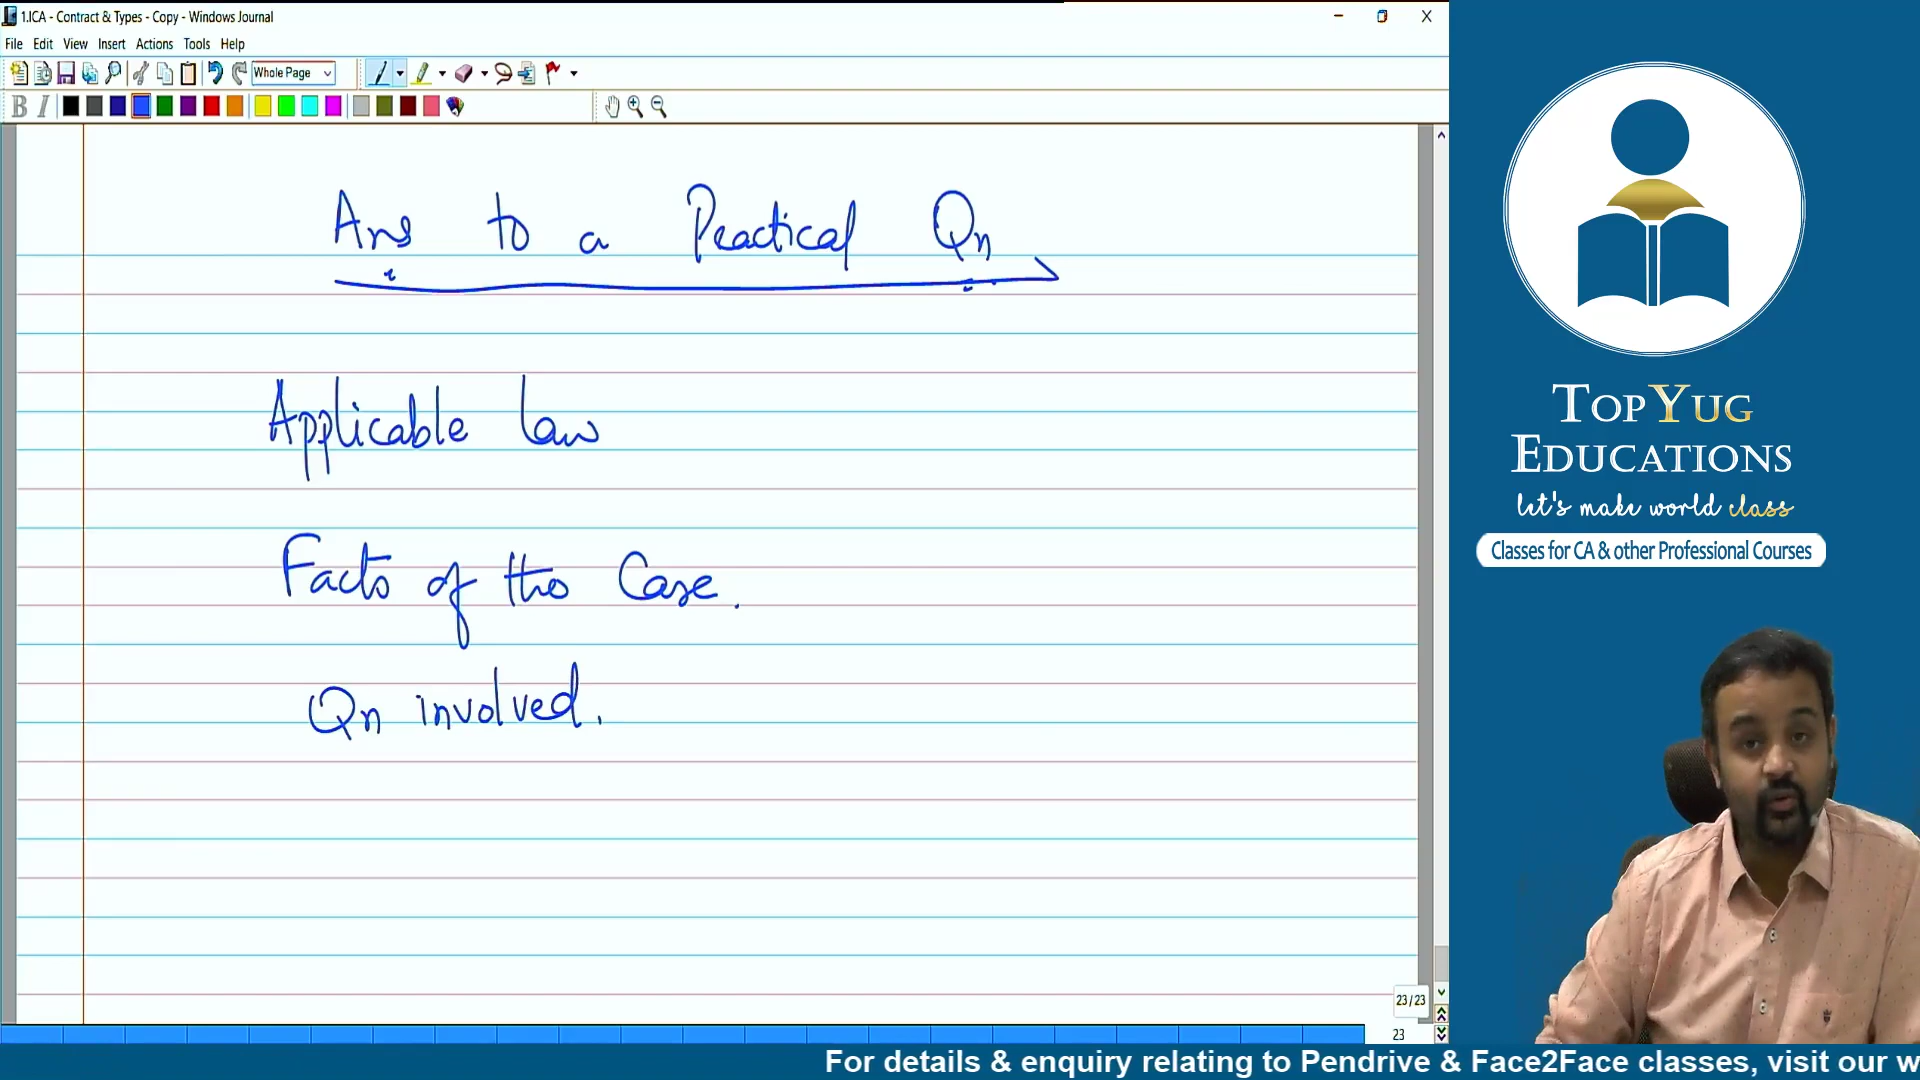 1.ICA - Contract & Types - Copy - Windows Journal
File Edit View Insert Actions Tools Help
Whole Page
B I
Ans to a Practical Qn
Applicable law
Facts of the Case.
Qn involved.
23/23
23
TOPYUG
EDUCATIONS
let's make world class
Classes for CA & other Professional Courses
For details & enquiry relating to Pendrive & Face2Face classes, visit our w